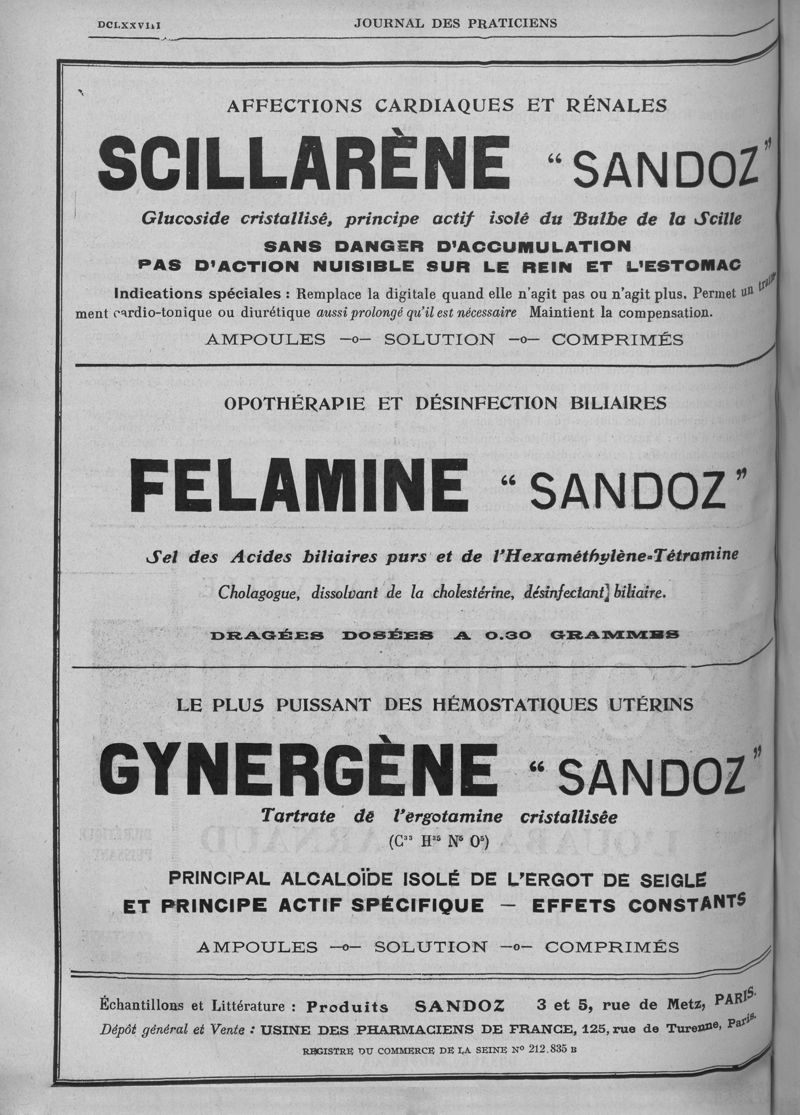 DCLXXVIII
JOURNAL DES PRATICIENS
AFFECTIONS CARDIAQUES ET RÉNALES
SCILLARÈNE “SANDOZ”
Glucoside cristallisé, principe actif isolé du Bulbe de la Scille
SANS DANGER D'ACCUMULATION
PAS D'ACTION NUISIBLE SUR LE REIN ET L'ESTOMAC
Indications spéciales : Remplace la digitale quand elle n'agit pas ou n'agit plus. Permet un traite
ment cardio-tonique ou diurétique aussi prolongé qu'il est nécessaire Maintient la compensation.
AMPOULES —o— SOLUTION —o— COMPRIMÉS
OPOTHÉRAPIE ET DÉSINFECTION BILIAIRES
FELAMINE “SANDOZ”
Sel des Acides biliaires purs et de l'Hexaméthylène-Tétramine
Cholagogue, dissolvant de la cholestérine, désinfectant] biliaire.
DRAGÉES DOSÉES A 0.30 GRAMMES
LE PLUS PUISSANT DES HÉMOSTATIQUES UTÉRINS
GYNERGÈNE “SANDOZ”
Tartrate de l'ergotamine cristallisée
(C³³ H³⁵ N⁵ O⁵)
PRINCIPAL ALCALOÏDE ISOLÉ DE L'ERGOT DE SEIGLE
ET PRINCIPE ACTIF SPÉCIFIQUE — EFFETS CONSTANTS
AMPOULES —o— SOLUTION —o— COMPRIMÉS
Échantillons et Littérature : Produits SANDOZ 3 et 5, rue de Metz, PARIS.
Dépôt général et Vente : USINE DES PHARMACIENS DE FRANCE, 125, rue de Turenne, Paris.
REGISTRE DU COMMERCE DE LA SEINE Nº 212.835 B